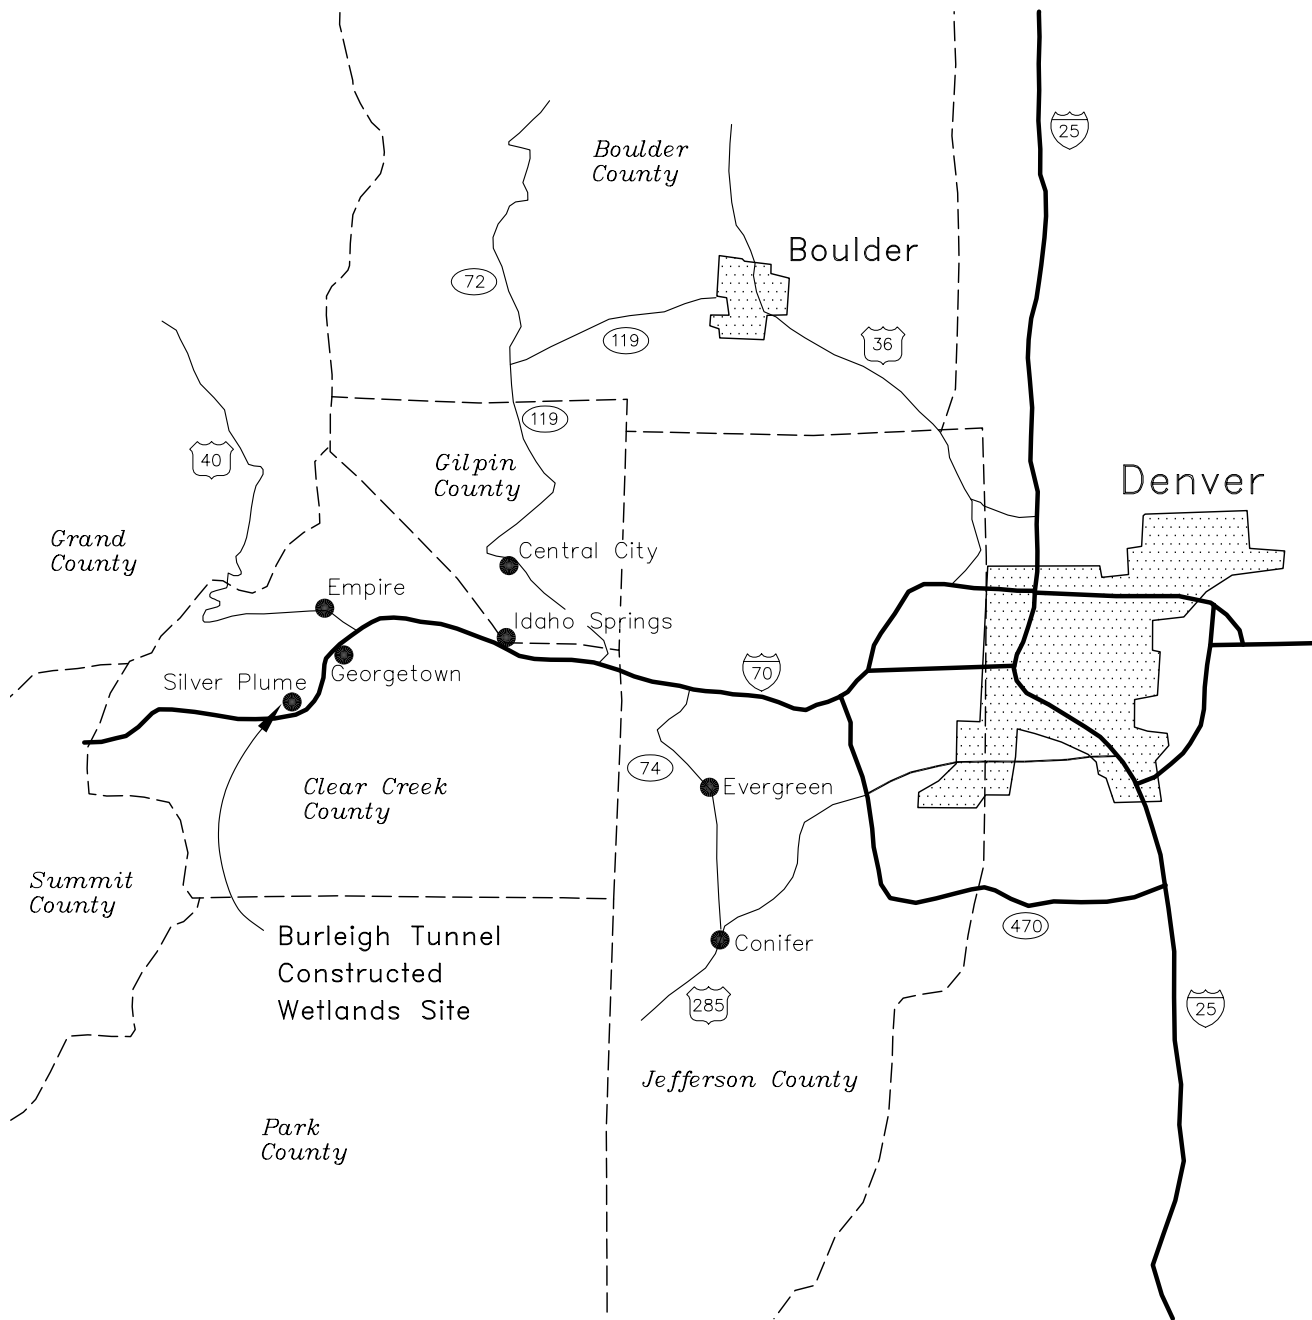 25
Boulder
County
Boulder
72
119
36
119
40
Gilpin
County
Denver
Grand
County
Central City
Empire
Idaho Springs
70
Georgetown
Silver Plume
74
Evergreen
Clear Creek
County
Summit
County
470
Burleigh Tunnel
Constructed
Wetlands Site
Conifer
285
25
Jefferson County
Park
County